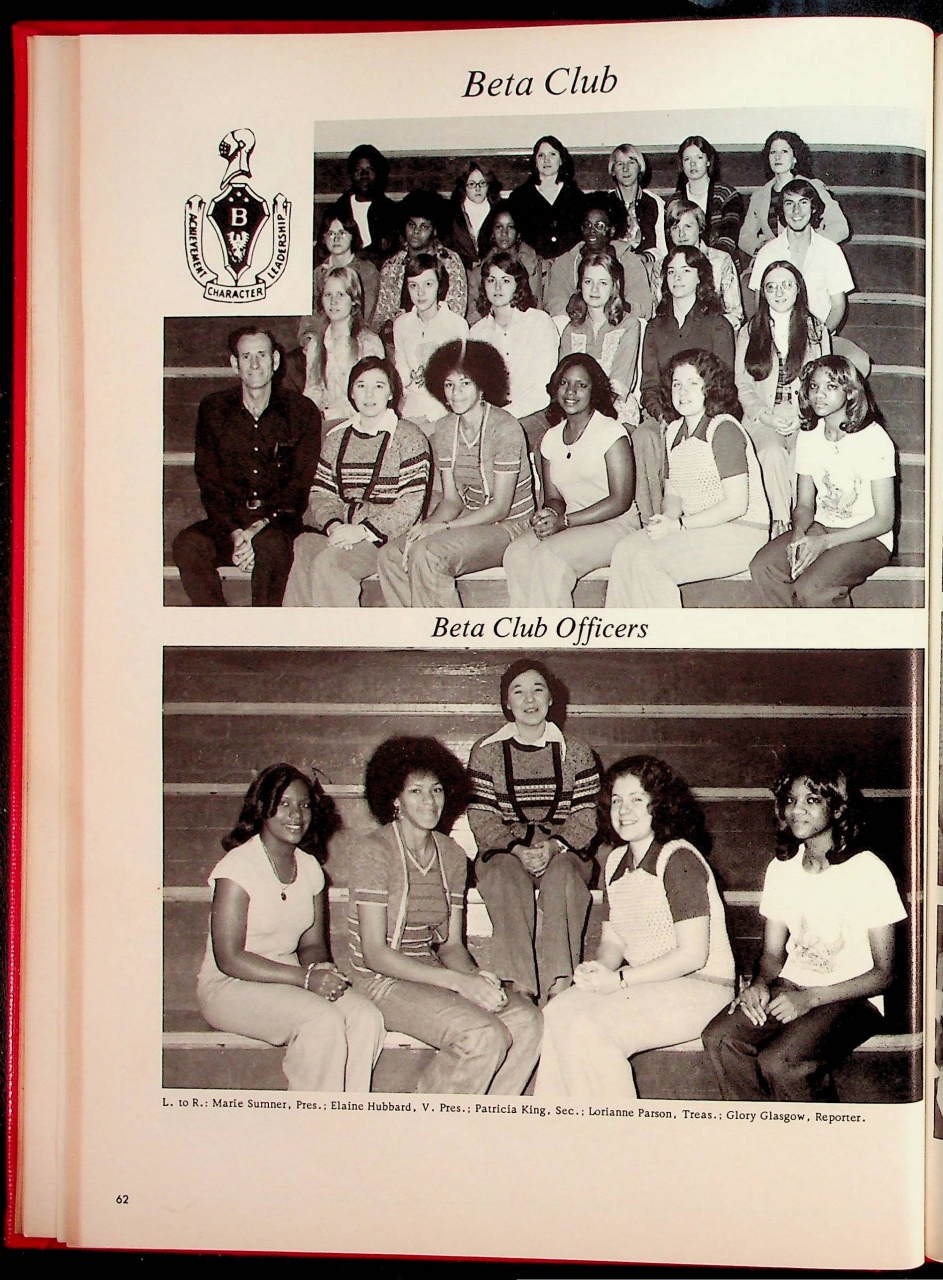 Beta Club
B
ACHIEVEMENT
LEADERSHIP
CHARACTER
Beta Club Officers
L. to R.: Marie Sumner, Pres.; Elaine Hubbard, V. Pres.; Patricia King, Sec.; Lorianne Parson, Treas.; Glory Glasgow, Reporter.
62